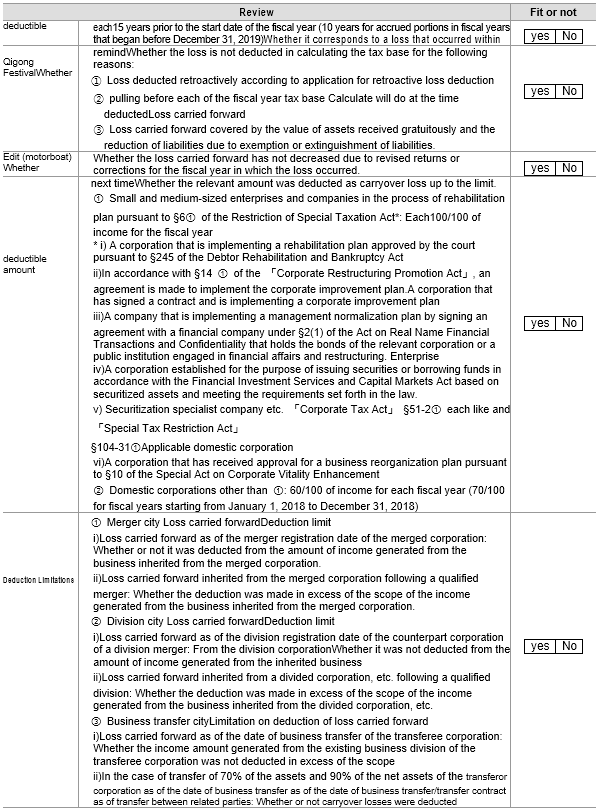 Review
Fit or not
deductible
each15 years prior to the start date of the fiscal year (10 years for accrued portions in fiscal years
that began before December 31, 2019)Whether it corresponds to a loss that occurred within
yes No
Qigong
FestivalWhether
remindWhether the loss is not deducted in calculating the tax base for the following
reasons:
① Loss deducted retroactively according to application for retroactive loss deduction
② pulling before each of the fiscal year tax base Calculate will do at the time
deductedLoss carried forward
③ Loss carried forward covered by the value of assets received gratuitously and the
reduction of liabilities due to exemption or extinguishment of liabilities.
yes No
Edit (motorboat)
Whether
Whether the loss carried forward has not decreased due to revised returns or
corrections for the fiscal year in which the loss occurred.
yes No
deductible
amount
next timeWhether the relevant amount was deducted as carryover loss up to the limit.
① Small and medium-sized enterprises and companies in the process of rehabilitation
plan pursuant to §6① of the Restriction of Special Taxation Act*: Each100/100 of
income for the fiscal year
* i) A corporation that is implementing a rehabilitation plan approved by the court
pursuant to §245 of the Debtor Rehabilitation and Bankruptcy Act
ii)In accordance with §14 ① of the 「Corporate Restructuring Promotion Act」, an
agreement is made to implement the corporate improvement plan.A corporation that
has signed a contract and is implementing a corporate improvement plan
iii)A company that is implementing a management normalization plan by signing an
agreement with a financial company under §2(1) of the Act on Real Name Financial
Transactions and Confidentiality that holds the bonds of the relevant corporation or a
public institution engaged in financial affairs and restructuring. Enterprise
iv)A corporation established for the purpose of issuing securities or borrowing funds in
accordance with the Financial Investment Services and Capital Markets Act based on
securitized assets and meeting the requirements set forth in the law.
v) Securitization specialist company etc. 「Corporate Tax Act」 §51-2① each like and
「Special Tax Restriction Act」
§104-31①Applicable domestic corporation
vi)A corporation that has received approval for a business reorganization plan pursuant
to §10 of the Special Act on Corporate Vitality Enhancement
② Domestic corporations other than ①: 60/100 of income for each fiscal year (70/100
for fiscal years starting from January 1, 2018 to December 31, 2018)
yes No
Deduction Limitations
① Merger city Loss carried forwardDeduction limit
i)Loss carried forward as of the merger registration date of the merged corporation:
Whether or not it was deducted from the amount of income generated from the
business inherited from the merged corporation.
ii)Loss carried forward inherited from the merged corporation following a qualified
merger: Whether the deduction was made in excess of the scope of the income
generated from the business inherited from the merged corporation.
② Division city Loss carried forwardDeduction limit
i)Loss carried forward as of the division registration date of the counterpart corporation
of a division merger: From the division corporationWhether it was not deducted from the
amount of income generated from the inherited business
ii)Loss carried forward inherited from a divided corporation, etc. following a qualified
division: Whether the deduction was made in excess of the scope of the income
generated from the business inherited from the divided corporation, etc.
③ Business transfer cityLimitation on deduction of loss carried forward
i)Loss carried forward as of the date of business transfer of the transferee corporation:
Whether the income amount generated from the existing business division of the
transferee corporation was not deducted in excess of the scope
ii)In the case of transfer of 70% of the assets and 90% of the net assets of the transferor
corporation as of the date of business transfer as of the date of business transfer/transfer contract
as of transfer between related parties: Whether or not carryover losses were deducted
yes No